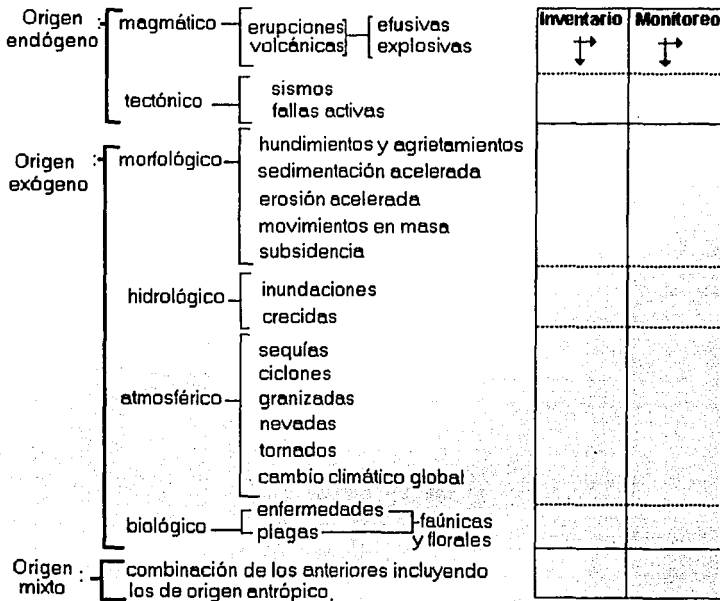 Origen
endógeno
magmático
erupciones
volcánicas
efusivas
explosivas
tectónico
sismos
fallas activas
Origen
exógeno
morfológico
hundimientos y agrietamientos
sedimentación acelerada
erosión acelerada
movimientos en masa
subsidencia
hidrológico
inundaciones
crecidas
atmosférico
sequías
ciclones
granizadas
nevadas
tornados
cambio climático global
biológico
enfermedades
plagas
faúnicas
y florales
Origen
mixto
combinación de los anteriores incluyendo
los de origen antrópico.
Inventario
Monitoreo